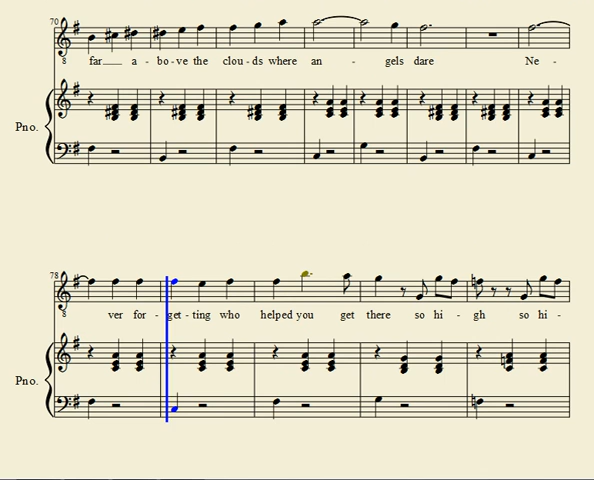 70
far___ a - bo - ve the clou - ds where an - gels dare Ne -
8
Pno.
78
ver for - get - ting who helped you get there so hi - gh so hi -
8
Pno.